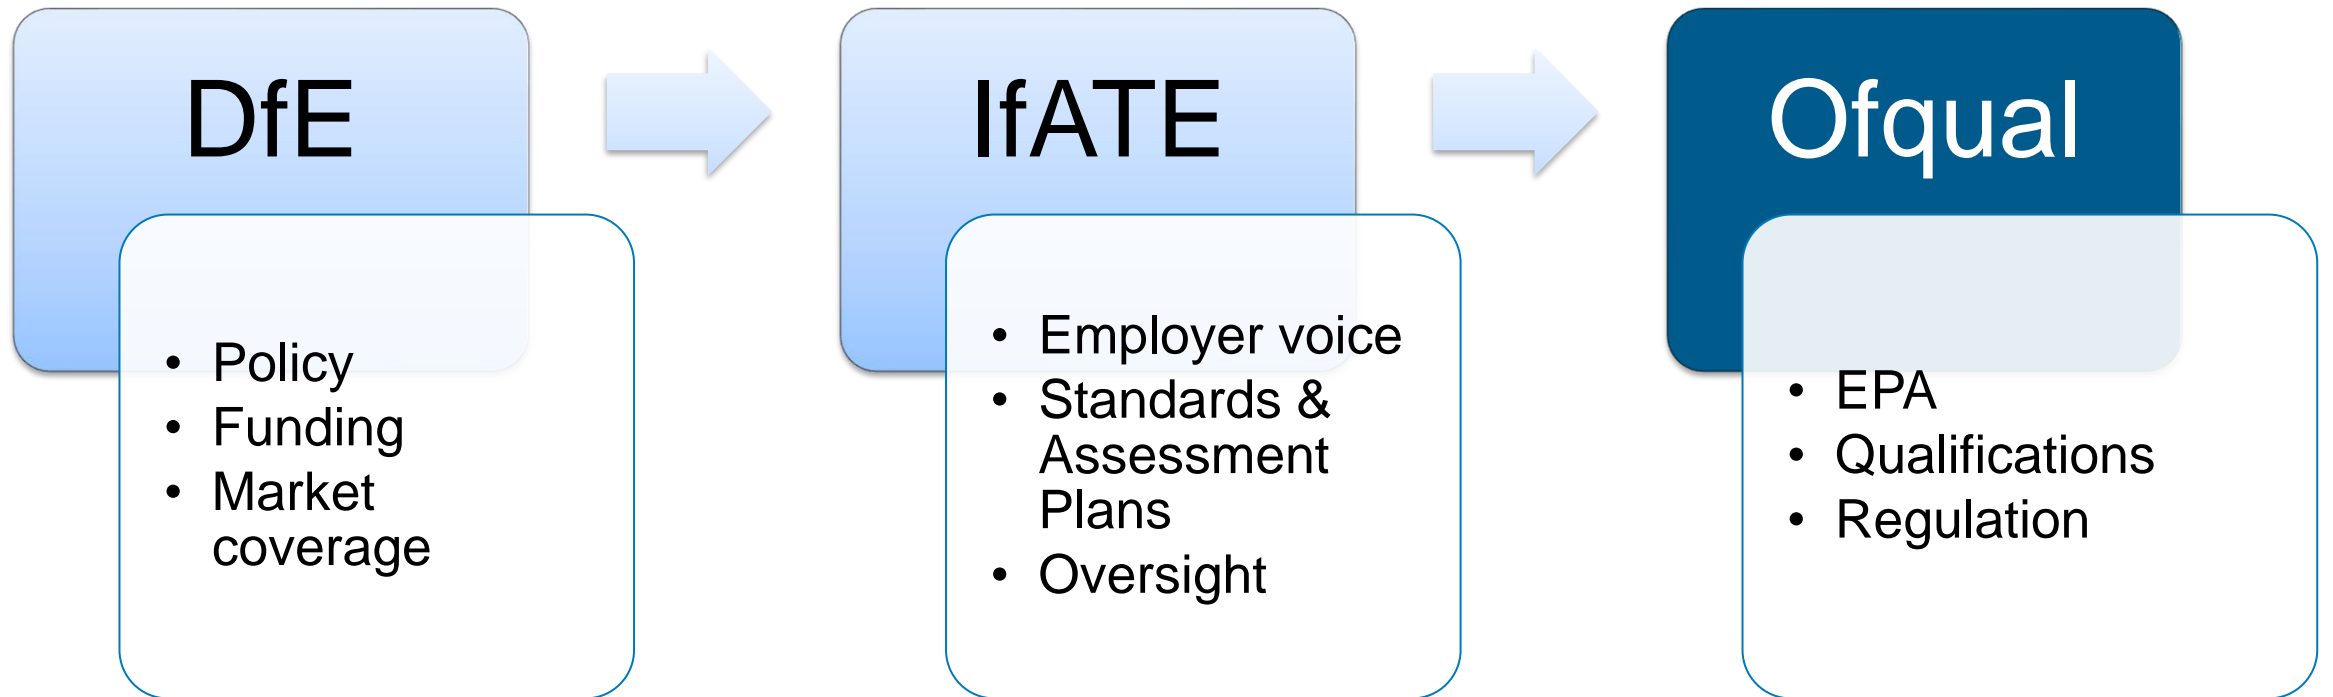 DfE
• Policy
• Funding
• Market
coverage
IfATE
• Employer voice
• Standards &
Assessment
Plans
• Oversight
Ofqual
• EPA
• Qualifications
• Regulation